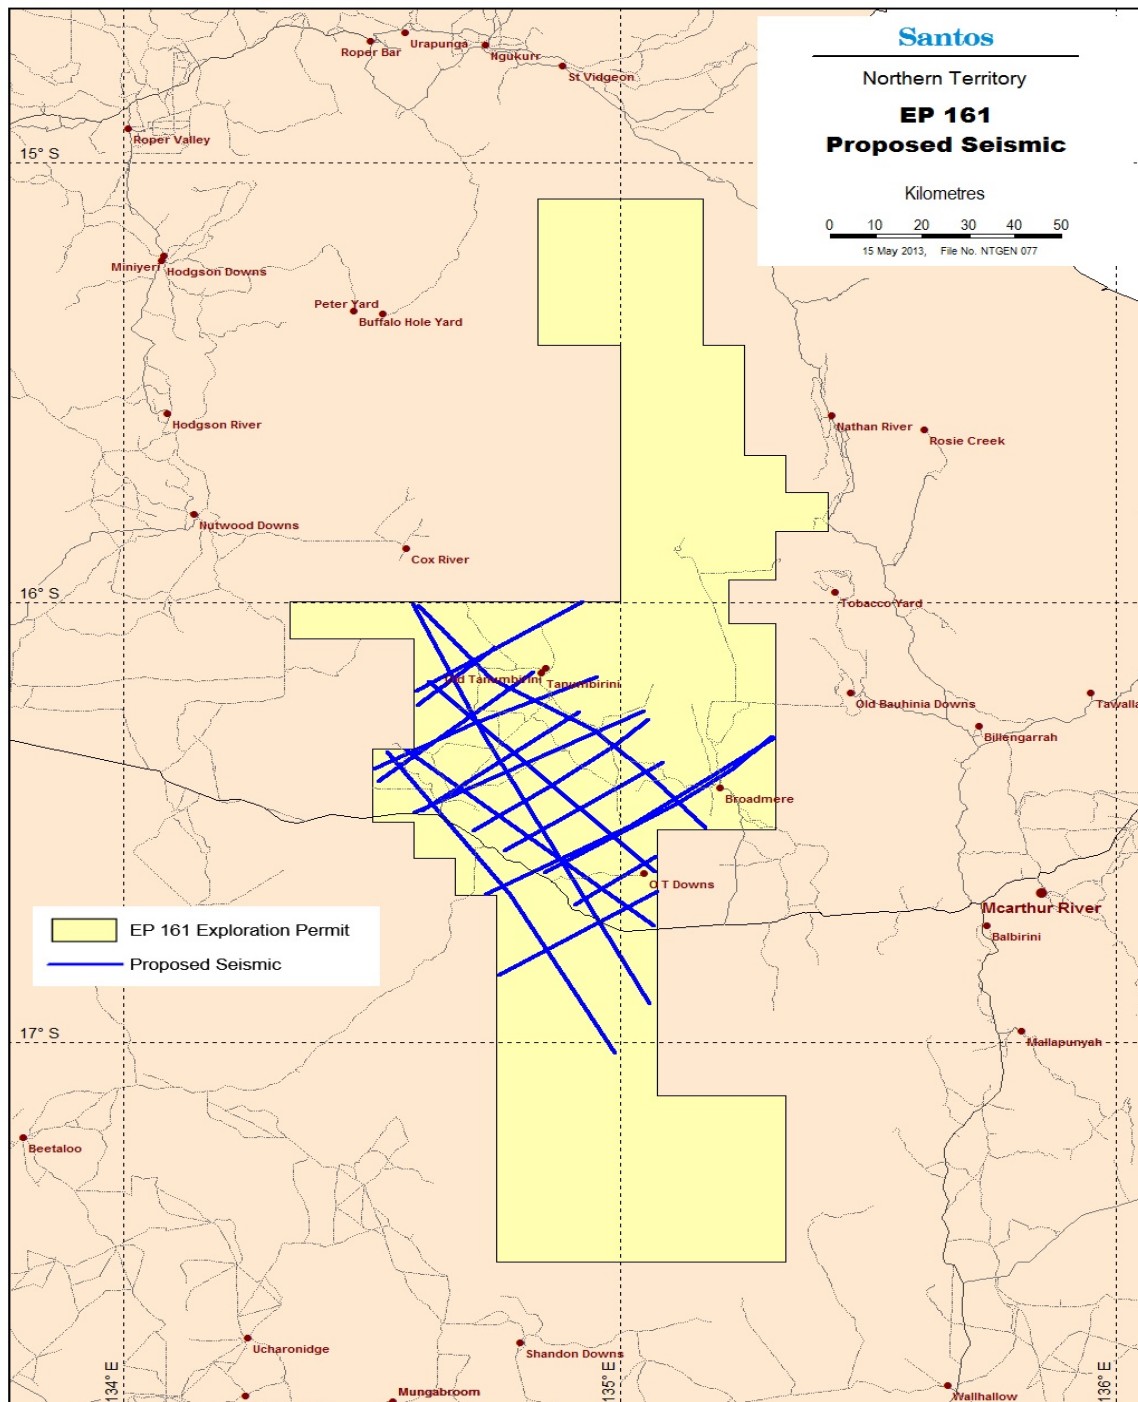 Santos
Northern Territory
EP 161
Proposed Seismic
Kilometres
0 10 20 30 40 50
15 May 2013, File No. NTGEN 077
Urapunga
Roper Bar
Ngukurr
St Vidgeon
Roper Valley
15° S
Miniyeri
Hodgson Downs
Peter Yard
Buffalo Hole Yard
Hodgson River
Nathan River
Rosie Creek
Nutwood Downs
Cox River
16° S
Tobacco Yard
Old Tanumbirini
Tanumbirini
Old Bauhinia Downs
Tawalla
Billengarrah
Broadmere
O T Downs
Mcarthur River
Balbirini
EP 161 Exploration Permit
Proposed Seismic
17° S
Mallapunyah
Beetaloo
Ucharonidge
Shandon Downs
Mungabroom
Wallhallow
134° E
135° E
136° E